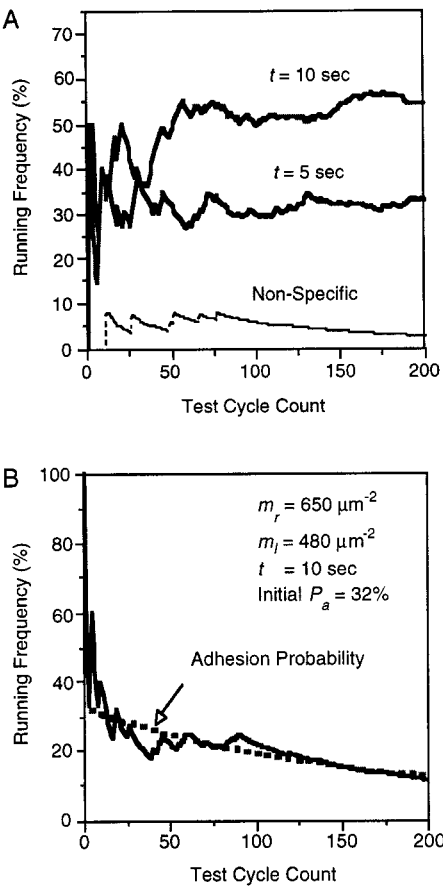 A
Running Frequency (%)
70
60
50
40
30
20
10
0
t = 10 sec
t = 5 sec
Non-Specific
0 50 100 150 200
Test Cycle Count
B
Running Frequency (%)
100
80
60
40
20
0
m_r = 650 μm⁻²
m_l = 480 μm⁻²
t = 10 sec
Initial P_a = 32%
Adhesion Probability
0 50 100 150 200
Test Cycle Count